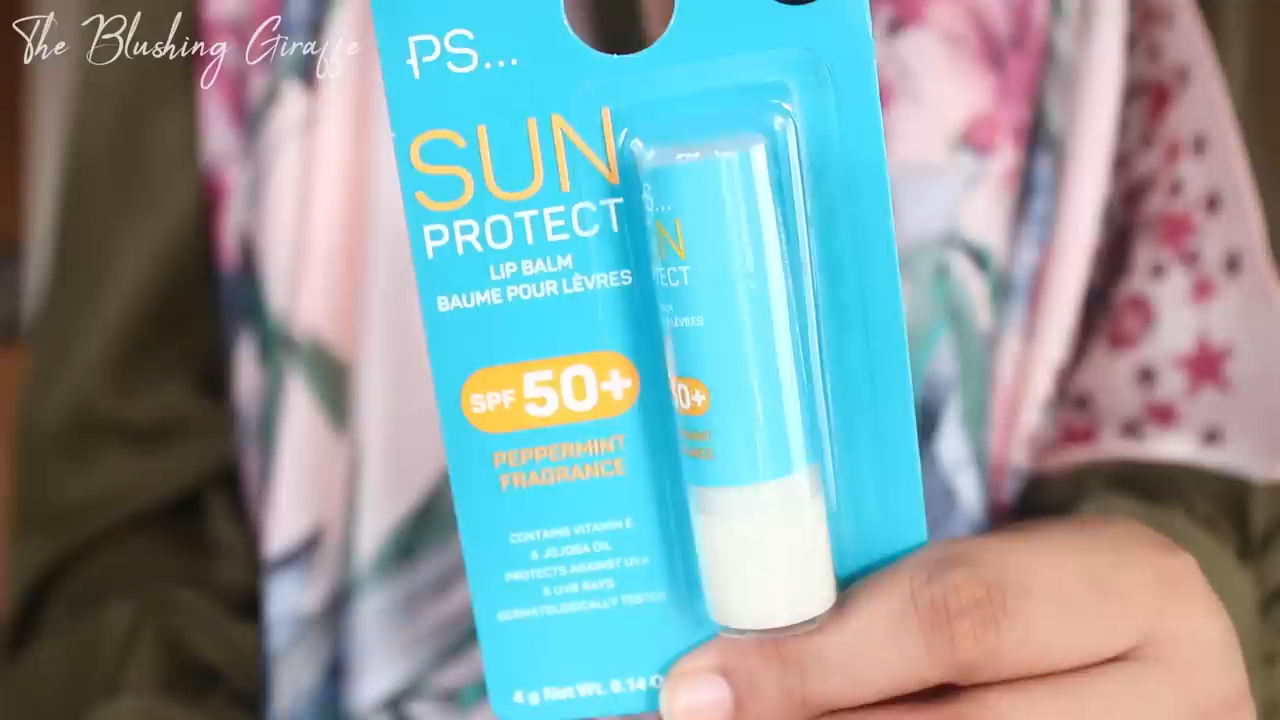 The Blushing Giraffe
PS...
SUN
PROTECT
LIP BALM
BAUME POUR LÈVRES
SPF 50+
PEPPERMINT
FRAGRANCE
CONTAINS VITAMIN E
& JOJOBA OIL
PROTECTS AGAINST UVA
& UVB RAYS
DERMATOLOGICALLY TESTED
4 g Net Wt. 0.14